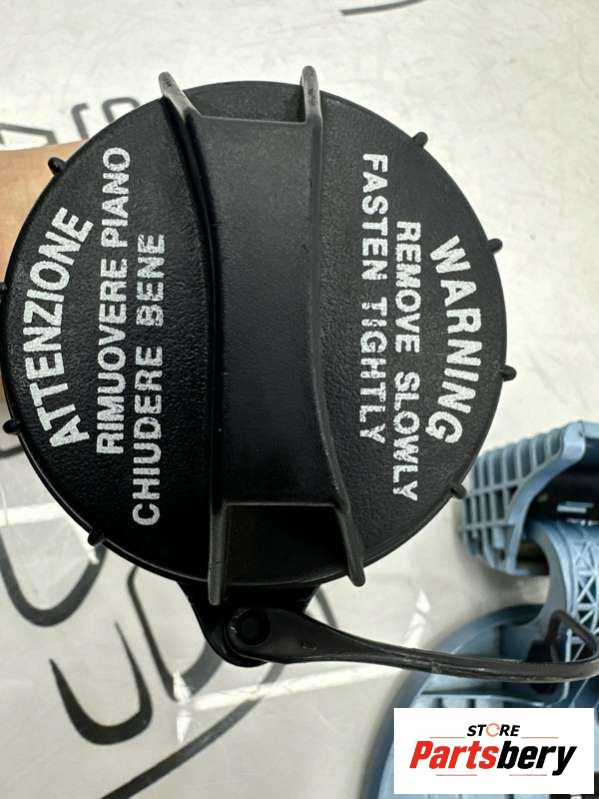 ATTENZIONE
RIMUOVERE PIANO
CHIUDERE BENE
WARNING
REMOVE SLOWLY
FASTEN TIGHTLY
STORE
Partsbery